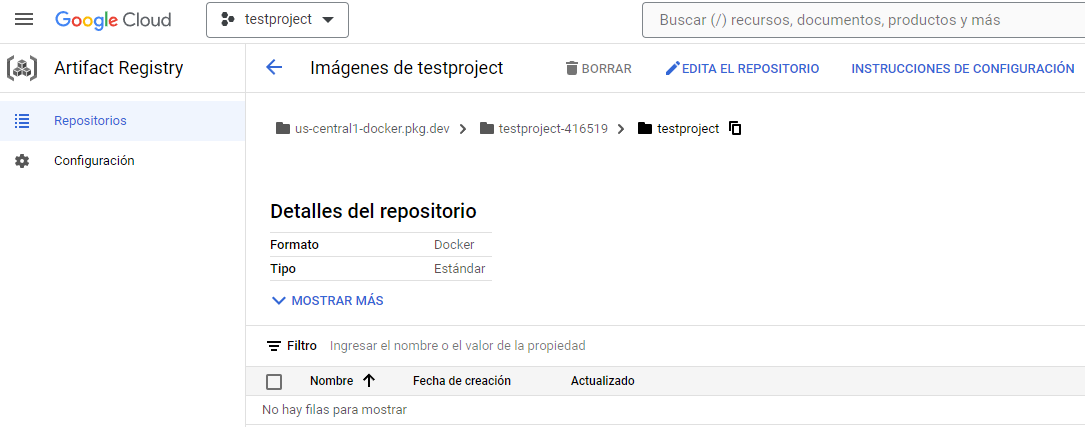 Google Cloud
testproject
Buscar (/) recursos, documentos, productos y más
Artifact Registry
Imágenes de testproject
BORRAR
EDITA EL REPOSITORIO
INSTRUCCIONES DE CONFIGURACIÓN
Repositorios
Configuración
us-central1-docker.pkg.dev
testproject-416519
testproject
Detalles del repositorio
Formato Docker
Tipo Estándar
MOSTRAR MÁS
Filtro Ingresar el nombre o el valor de la propiedad
Nombre Fecha de creación Actualizado
No hay filas para mostrar